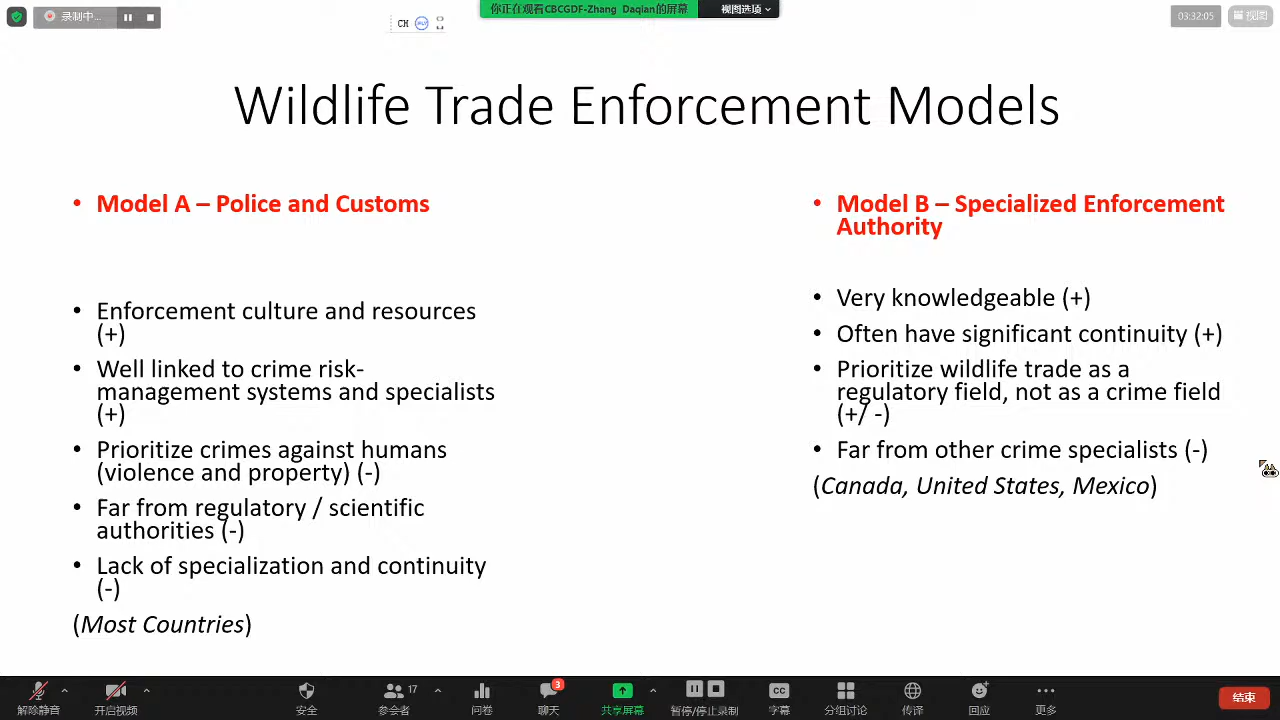 录制中...
CH
iFLY
你正在观看CBCGDF-Zhang Daqian的屏幕
视图选项
03:32:05
视图
Wildlife Trade Enforcement Models
• Model A – Police and Customs
• Enforcement culture and resources
(+)
• Well linked to crime risk-
management systems and specialists
(+)
• Prioritize crimes against humans
(violence and property) (-)
• Far from regulatory / scientific
authorities (-)
• Lack of specialization and continuity
(-)
(Most Countries)
• Model B – Specialized Enforcement
Authority
• Very knowledgeable (+)
• Often have significant continuity (+)
• Prioritize wildlife trade as a
regulatory field, not as a crime field
(+/ -)
• Far from other crime specialists (-)
(Canada, United States, Mexico)
解除静音
开启视频
安全
17
参会者
问卷
3
聊天
共享屏幕
暂停/停止录制
CC
字幕
分组讨论
传译
回应
更多
结束